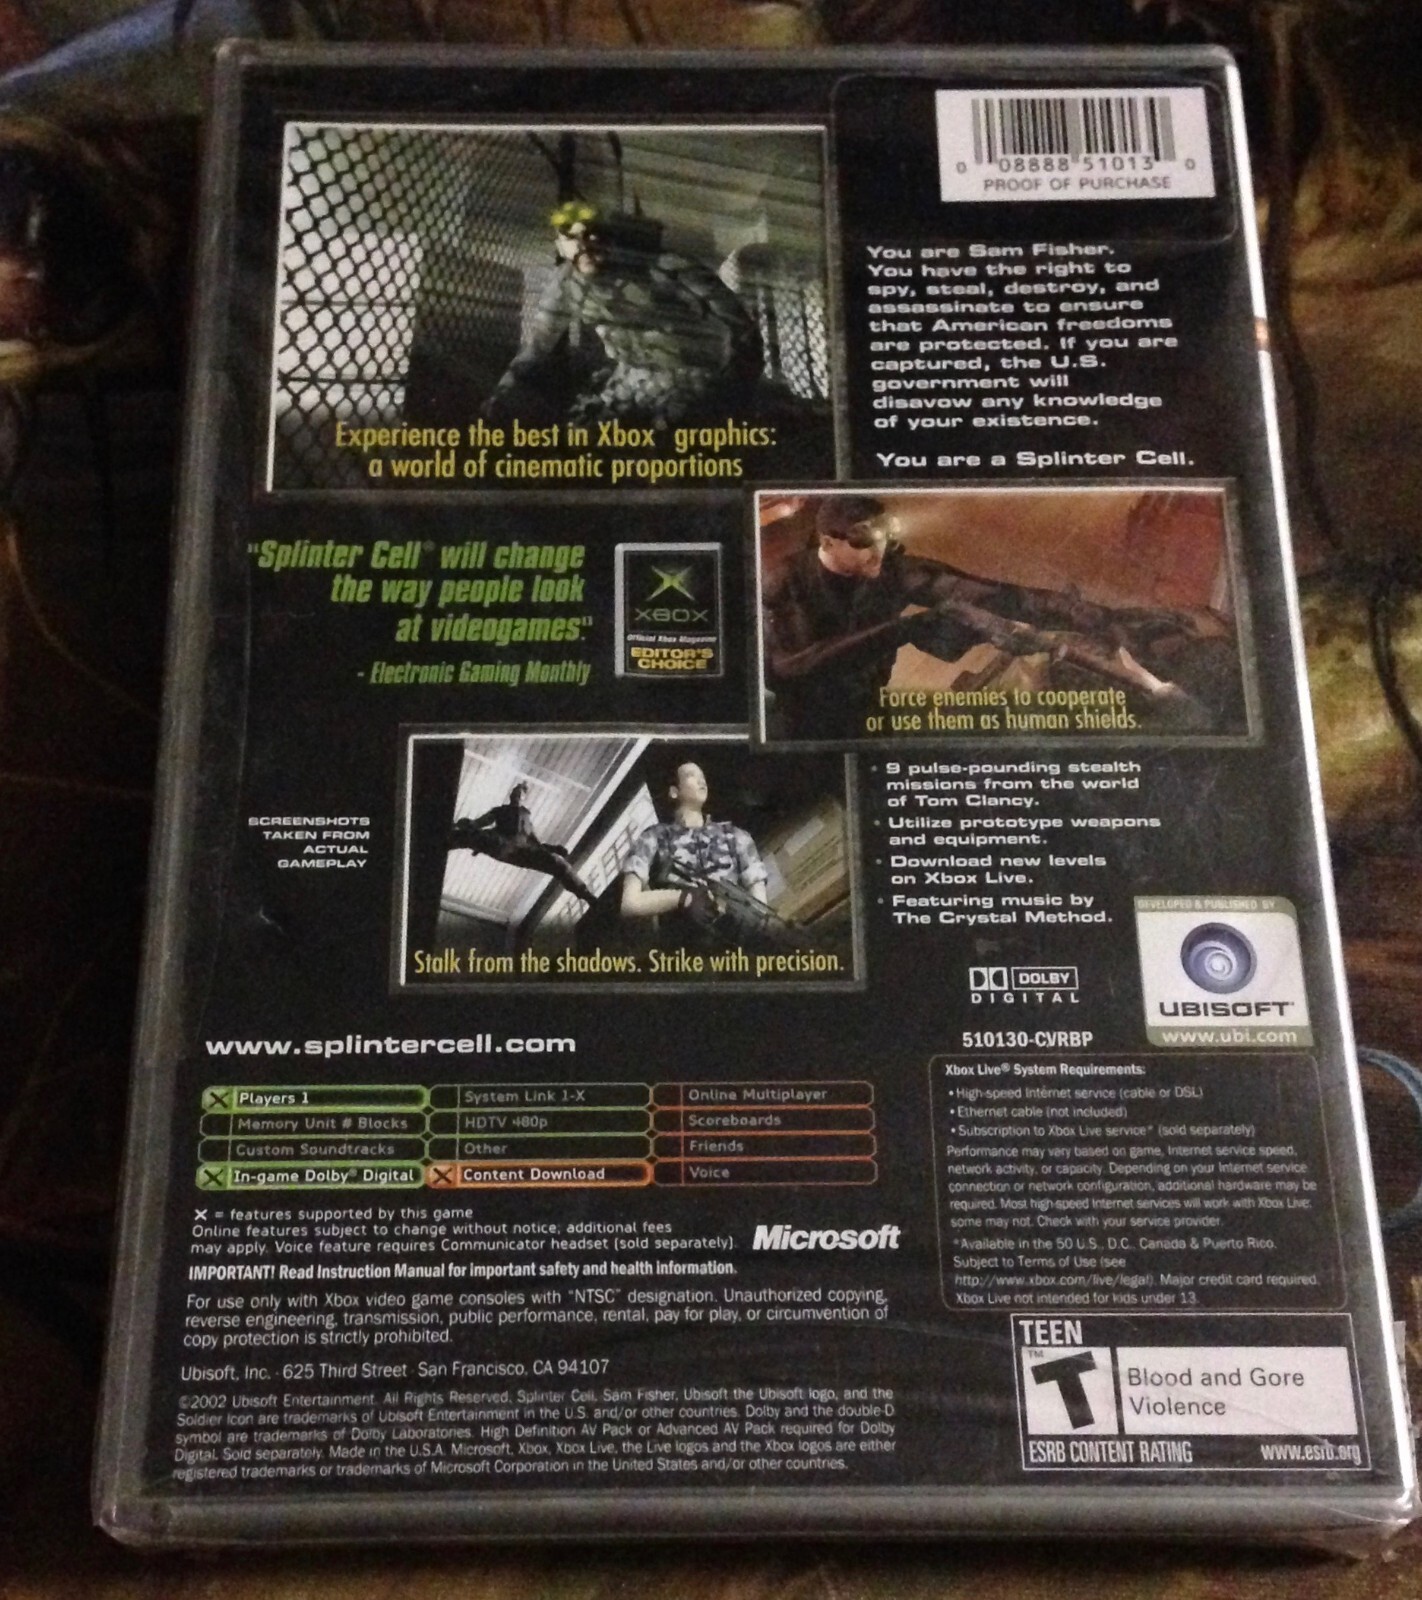 0 08888 51013 0
PROOF OF PURCHASE
You are Sam Fisher.
You have the right to
spy, steal, destroy, and
assassinate to ensure
that American freedoms
are protected. If you are
captured, the U.S.
government will
disavow any knowledge
of your existence.
You are a Splinter Cell.
Experience the best in Xbox graphics:
a world of cinematic proportions
"Splinter Cell® will change
the way people look
at videogames."
- Electronic Gaming Monthly
XBOX
Official Xbox Magazine
EDITOR'S
CHOICE
Force enemies to cooperate
or use them as human shields.
SCREENSHOTS
TAKEN FROM
ACTUAL
GAMEPLAY
Stalk from the shadows. Strike with precision.
• 9 pulse-pounding stealth
missions from the world
of Tom Clancy.
• Utilize prototype weapons
and equipment.
• Download new levels
on Xbox Live.
• Featuring music by
The Crystal Method.
DOLBY
DIGITAL
DEVELOPED & PUBLISHED BY
UBISOFT
www.ubi.com
510130-CVRBP
www.splintercell.com
X Players 1
System Link 1-X
Online Multiplayer
Memory Unit # Blocks
HDTV 480p
Scoreboards
Custom Soundtracks
Other
Friends
X In-game Dolby® Digital
X Content Download
Voice
X = features supported by this game
Online features subject to change without notice, additional fees
may apply. Voice feature requires Communicator headset (sold separately).
Microsoft
IMPORTANT! Read Instruction Manual for important safety and health information.
For use only with Xbox video game consoles with "NTSC" designation. Unauthorized copying,
reverse engineering, transmission, public performance, rental, pay for play, or circumvention of
copy protection is strictly prohibited.
Ubisoft, Inc. · 625 Third Street · San Francisco, CA 94107
©2002 Ubisoft Entertainment. All Rights Reserved. Splinter Cell, Sam Fisher, Ubisoft the Ubisoft logo, and the
Soldier Icon are trademarks of Ubisoft Entertainment in the U.S. and/or other countries. Dolby and the double-D
symbol are trademarks of Dolby Laboratories. High Definition AV Pack or Advanced AV Pack required for Dolby
Digital. Sold separately. Made in the U.S.A. Microsoft, Xbox, Xbox Live, the Live logos and the Xbox logos are either
registered trademarks or trademarks of Microsoft Corporation in the United States and/or other countries.
Xbox Live® System Requirements:
• High-speed Internet service (cable or DSL)
• Ethernet cable (not included)
• Subscription to Xbox Live service* (sold separately)
Performance may vary based on game, Internet service speed,
network activity, or capacity. Depending on your Internet service
connection or network configuration, additional hardware may be
required. Most high-speed Internet services will work with Xbox Live;
some may not. Check with your service provider.
*Available in the 50 U.S., D.C. Canada & Puerto Rico.
Subject to Terms of Use (see
http://www.xbox.com/live/legal). Major credit card required.
Xbox Live not intended for kids under 13.
TEEN
T
TM
Blood and Gore
Violence
ESRB CONTENT RATING www.esrb.org